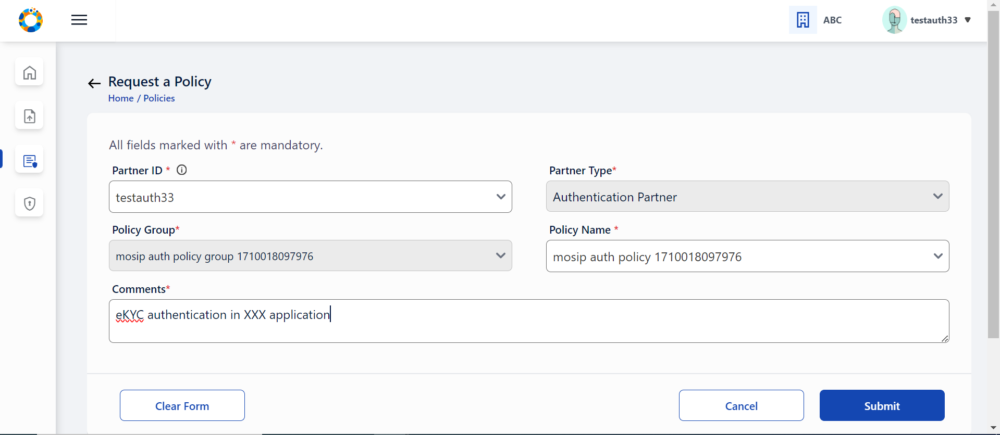 ABC
testauth33
Request a Policy
Home / Policies
All fields marked with * are mandatory.
Partner ID *
Partner Type*
testauth33
Authentication Partner
Policy Group*
Policy Name *
mosip auth policy group 1710018097976
mosip auth policy 1710018097976
Comments*
eKYC authentication in XXX application
Clear Form
Cancel
Submit